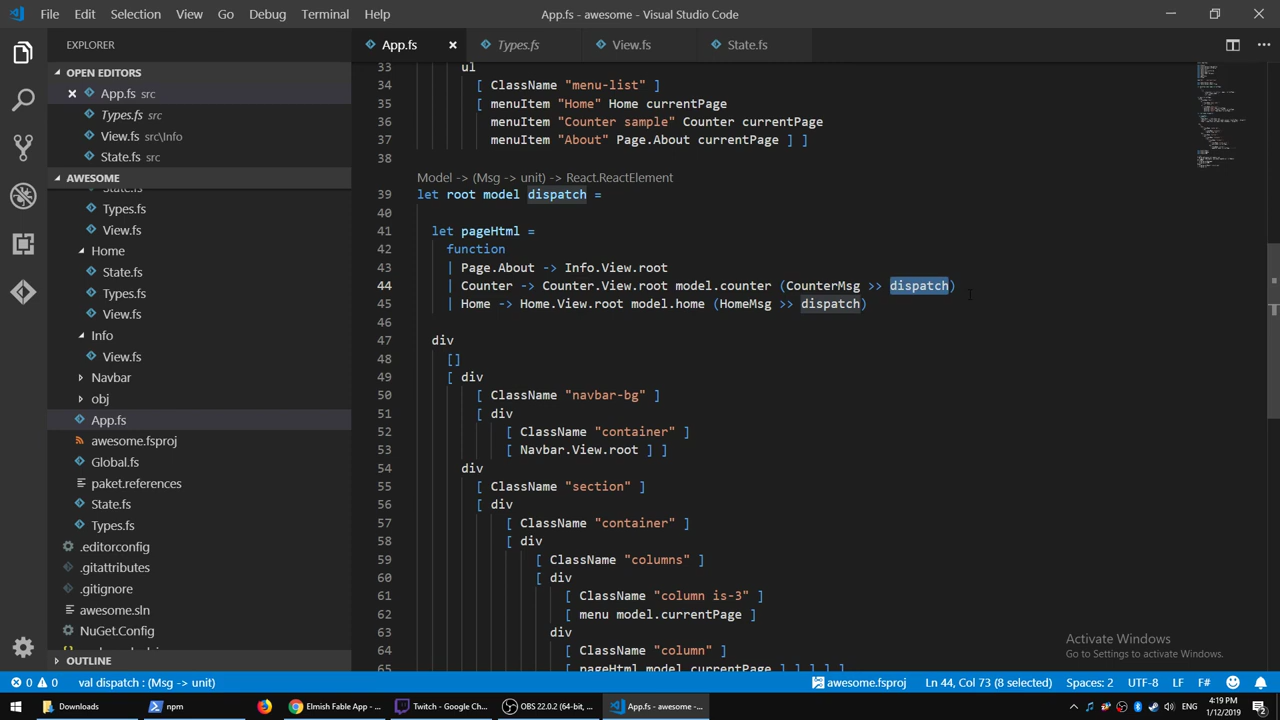 File Edit Selection View Go Debug Terminal Help
App.fs - awesome - Visual Studio Code
EXPLORER
OPEN EDITORS
App.fs src
Types.fs src
View.fs src\Info
State.fs src
AWESOME
State.fs
Types.fs
View.fs
Home
State.fs
Types.fs
View.fs
Info
View.fs
Navbar
obj
App.fs
awesome.fsproj
Global.fs
paket.references
State.fs
Types.fs
.editorconfig
.gitattributes
.gitignore
awesome.sln
NuGet.Config
OUTLINE
App.fs Types.fs View.fs State.fs
33 ul
34 [ ClassName "menu-list" ]
35 [ menuItem "Home" Home currentPage
36 menuItem "Counter sample" Counter currentPage
37 menuItem "About" Page.About currentPage ] ]
38
Model -> (Msg -> unit) -> React.ReactElement
39 let root model dispatch =
40
41 let pageHtml =
42 function
43 | Page.About -> Info.View.root
44 | Counter -> Counter.View.root model.counter (CounterMsg >> dispatch)
45 | Home -> Home.View.root model.home (HomeMsg >> dispatch)
46
47 div
48 []
49 [ div
50 [ ClassName "navbar-bg" ]
51 [ div
52 [ ClassName "container" ]
53 [ Navbar.View.root ] ]
54 div
55 [ ClassName "section" ]
56 [ div
57 [ ClassName "container" ]
58 [ div
59 [ ClassName "columns" ]
60 [ div
61 [ ClassName "column is-3" ]
62 [ menu model.currentPage ]
63 div
64 [ ClassName "column" ]
65 [ pageHtml model.currentPage ] ] ] ] ]
Activate Windows
Go to Settings to activate Windows.
0 0 val dispatch : (Msg -> unit)
awesome.fsproj Ln 44, Col 73 (8 selected) Spaces: 2 UTF-8 LF F#
Downloads npm Elmish Fable App - ... Twitch - Google Ch... OBS 22.0.2 (64-bit, ... App.fs - awesome - ...
4:19 PM
1/12/2019
2